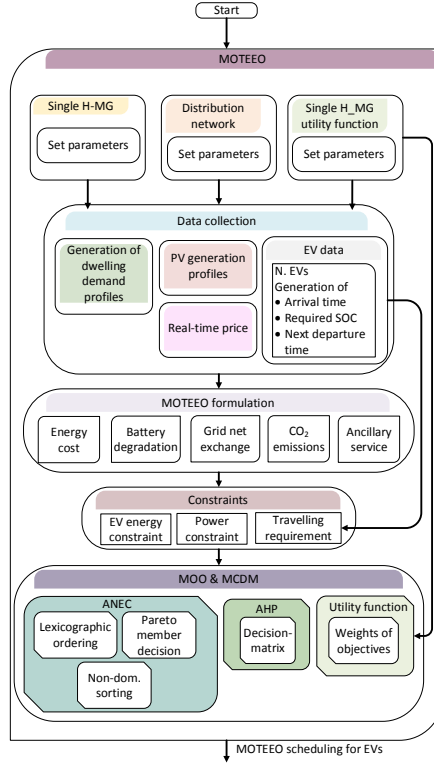 Start
MOTEEO
Single H-MG
Set parameters
Distribution
network
Set parameters
Single H_MG
utility function
Set parameters
Data collection
Generation of
dwelling
demand
profiles
PV generation
profiles
Real-time price
EV data
N. EVs
Generation of
• Arrival time
• Required SOC
• Next departure
time
MOTEEO formulation
Energy
cost
Battery
degradation
Grid net
exchange
CO₂
emissions
Ancillary
service
Constraints
EV energy
constraint
Power
constraint
Travelling
requirement
MOO & MCDM
ANEC
Lexicographic
ordering
Pareto
member
decision
Non-dom.
sorting
AHP
Decision-
matrix
Utility function
Weights of
objectives
MOTEEO scheduling for EVs